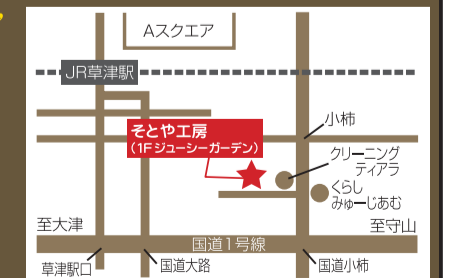 Aスクエア
JR草津駅
そとや工房
(1Fジューシーガーデン)
小柿
クリーニング
ティアラ
くらし
みゅーじあむ
至大津
至守山
国道1号線
草津駅口
国道大路
国道小柿